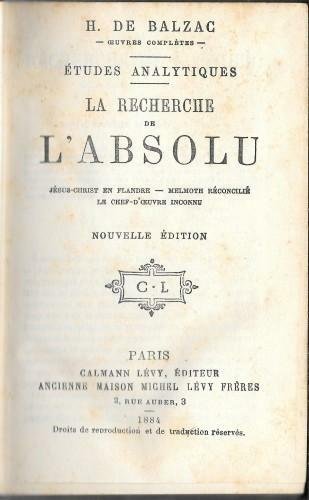 H. DE BALZAC
— ŒUVRES COMPLÈTES —
ÉTUDES ANALYTIQUES
LA RECHERCHE
DE
L'ABSOLU
JÉSUS-CHRIST EN FLANDRE — MELMOTH RÉCONCILIÉ
LE CHEF-D'ŒUVRE INCONNU
NOUVELLE ÉDITION
C·L
PARIS
CALMANN LÉVY, ÉDITEUR
ANCIENNE MAISON MICHEL LÉVY FRÈRES
3, RUE AUBER, 3
1884
Droits de reproduction et de traduction réservés.